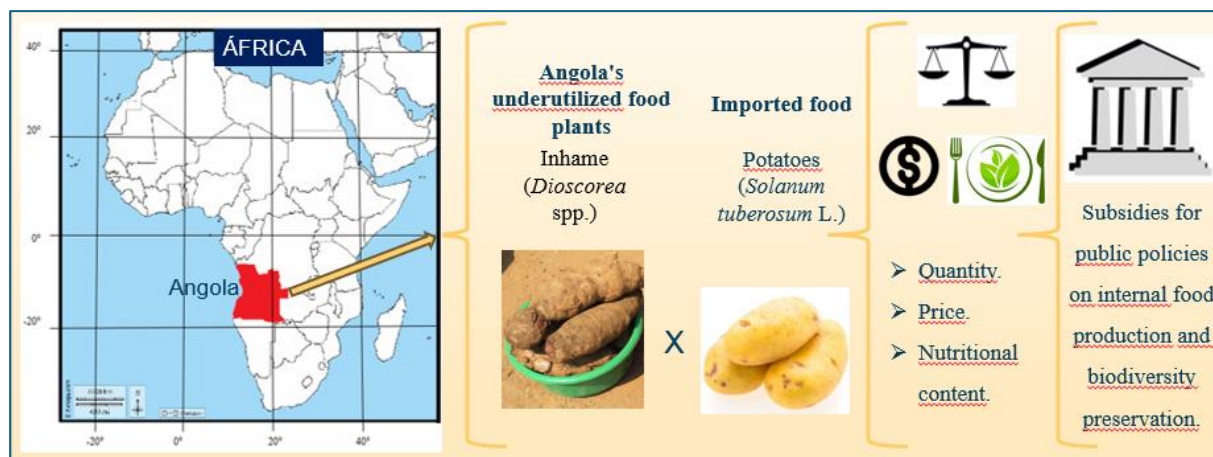 ÁFRICA
40°
20°
0°
-20°
-20°
0°
20°
40°
Angola
Angola's
underutilized food
plants
Inhame
(Dioscorea
spp.)
X
Imported food
Potatoes
(Solanum
tuberosum L.)
$
➢ Quantity.
➢ Price.
➢ Nutritional
content.
Subsidies for
public policies
on internal food
production and
biodiversity
preservation.